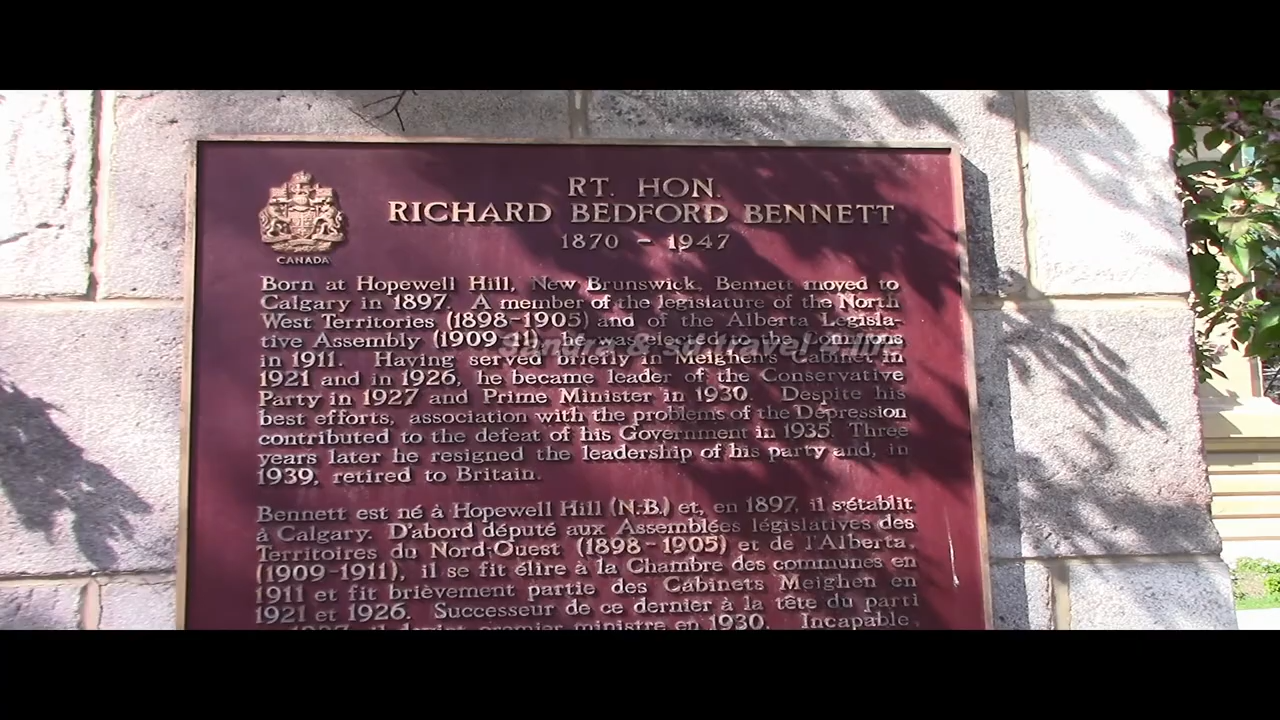 CANADA
RT. HON.
RICHARD BEDFORD BENNETT
1870 - 1947
Born at Hopewell Hill, New Brunswick, Bennett moved to
Calgary in 1897. A member of the legislature of the North
West Territories (1898-1905) and of the Alberta Legisla-
tive Assembly (1909-11), he was elected to the Commons
in 1911. Having served briefly in Meighen's Cabinet in
1921 and in 1926, he became leader of the Conservative
Party in 1927 and Prime Minister in 1930. Despite his
best efforts, association with the problems of the Depression
contributed to the defeat of his Government in 1935. Three
years later he resigned the leadership of his party and, in
1939, retired to Britain.
Bennett est né à Hopewell Hill (N.-B.) et, en 1897, il s'établit
à Calgary. D'abord député aux Assemblées législatives des
Territoires du Nord-Ouest (1898-1905) et de l'Alberta,
(1909-1911), il se fit élire à la Chambre des communes en
1911 et fit brièvement partie des Cabinets Meighen en
1921 et 1926. Successeur de ce dernier à la tête du parti
1927, il devint premier ministre en 1930. Incapable,